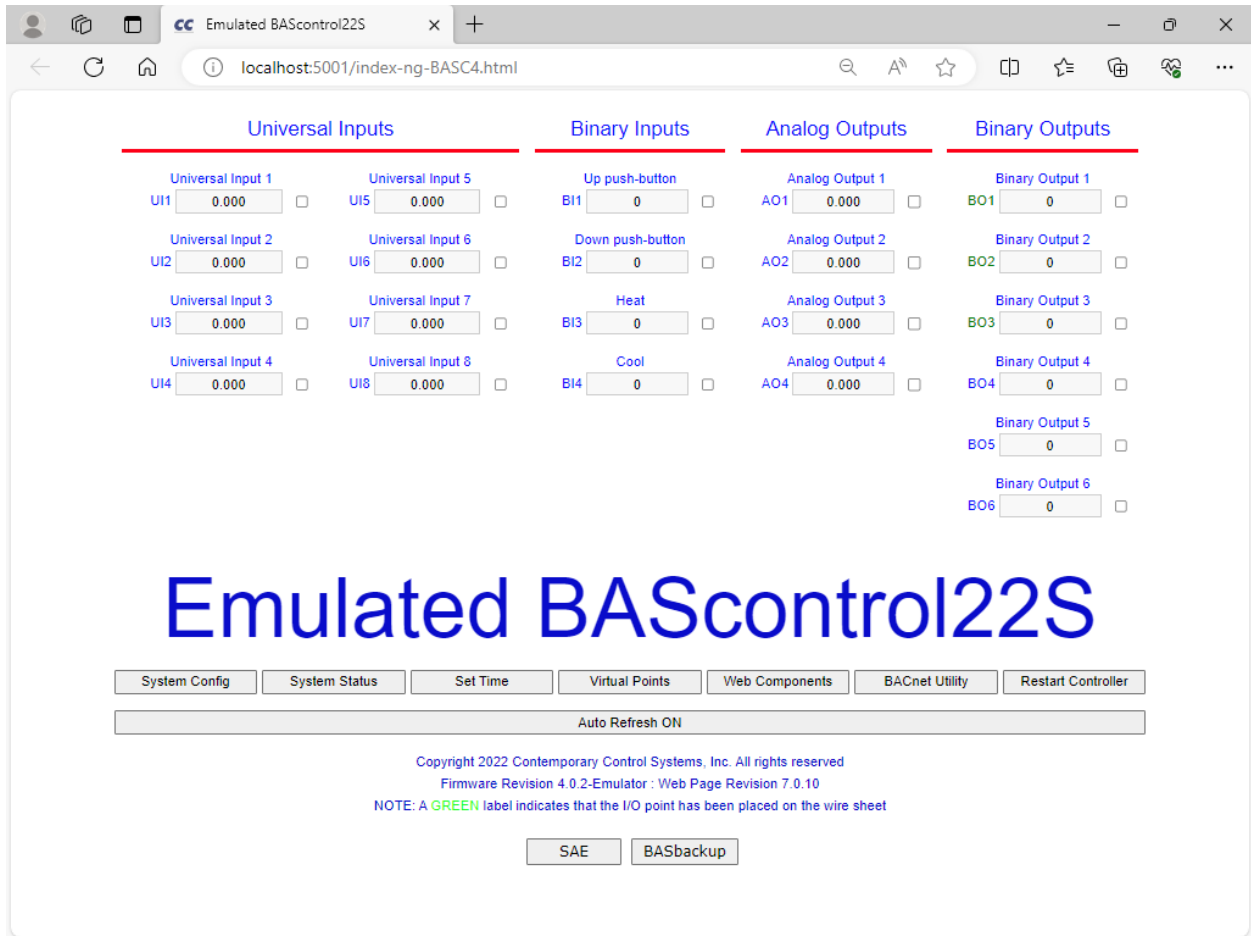 Emulated BAScontrol22S
localhost:5001/index-ng-BASC4.html
Universal Inputs Binary Inputs Analog Outputs Binary Outputs
Universal Input 1 Universal Input 5 Up push-button Analog Output 1 Binary Output 1
UI1 0.000 UI5 0.000 BI1 0 AO1 0.000 BO1 0
Universal Input 2 Universal Input 6 Down push-button Analog Output 2 Binary Output 2
UI2 0.000 UI6 0.000 BI2 0 AO2 0.000 BO2 0
Universal Input 3 Universal Input 7 Heat Analog Output 3 Binary Output 3
UI3 0.000 UI7 0.000 BI3 0 AO3 0.000 BO3 0
Universal Input 4 Universal Input 8 Cool Analog Output 4 Binary Output 4
UI4 0.000 UI8 0.000 BI4 0 AO4 0.000 BO4 0
Binary Output 5
BO5 0
Binary Output 6
BO6 0
Emulated BAScontrol22S
System Config System Status Set Time Virtual Points Web Components BACnet Utility Restart Controller
Auto Refresh ON
Copyright 2022 Contemporary Control Systems, Inc. All rights reserved
Firmware Revision 4.0.2-Emulator : Web Page Revision 7.0.10
NOTE: A GREEN label indicates that the I/O point has been placed on the wire sheet
SAE BASbackup